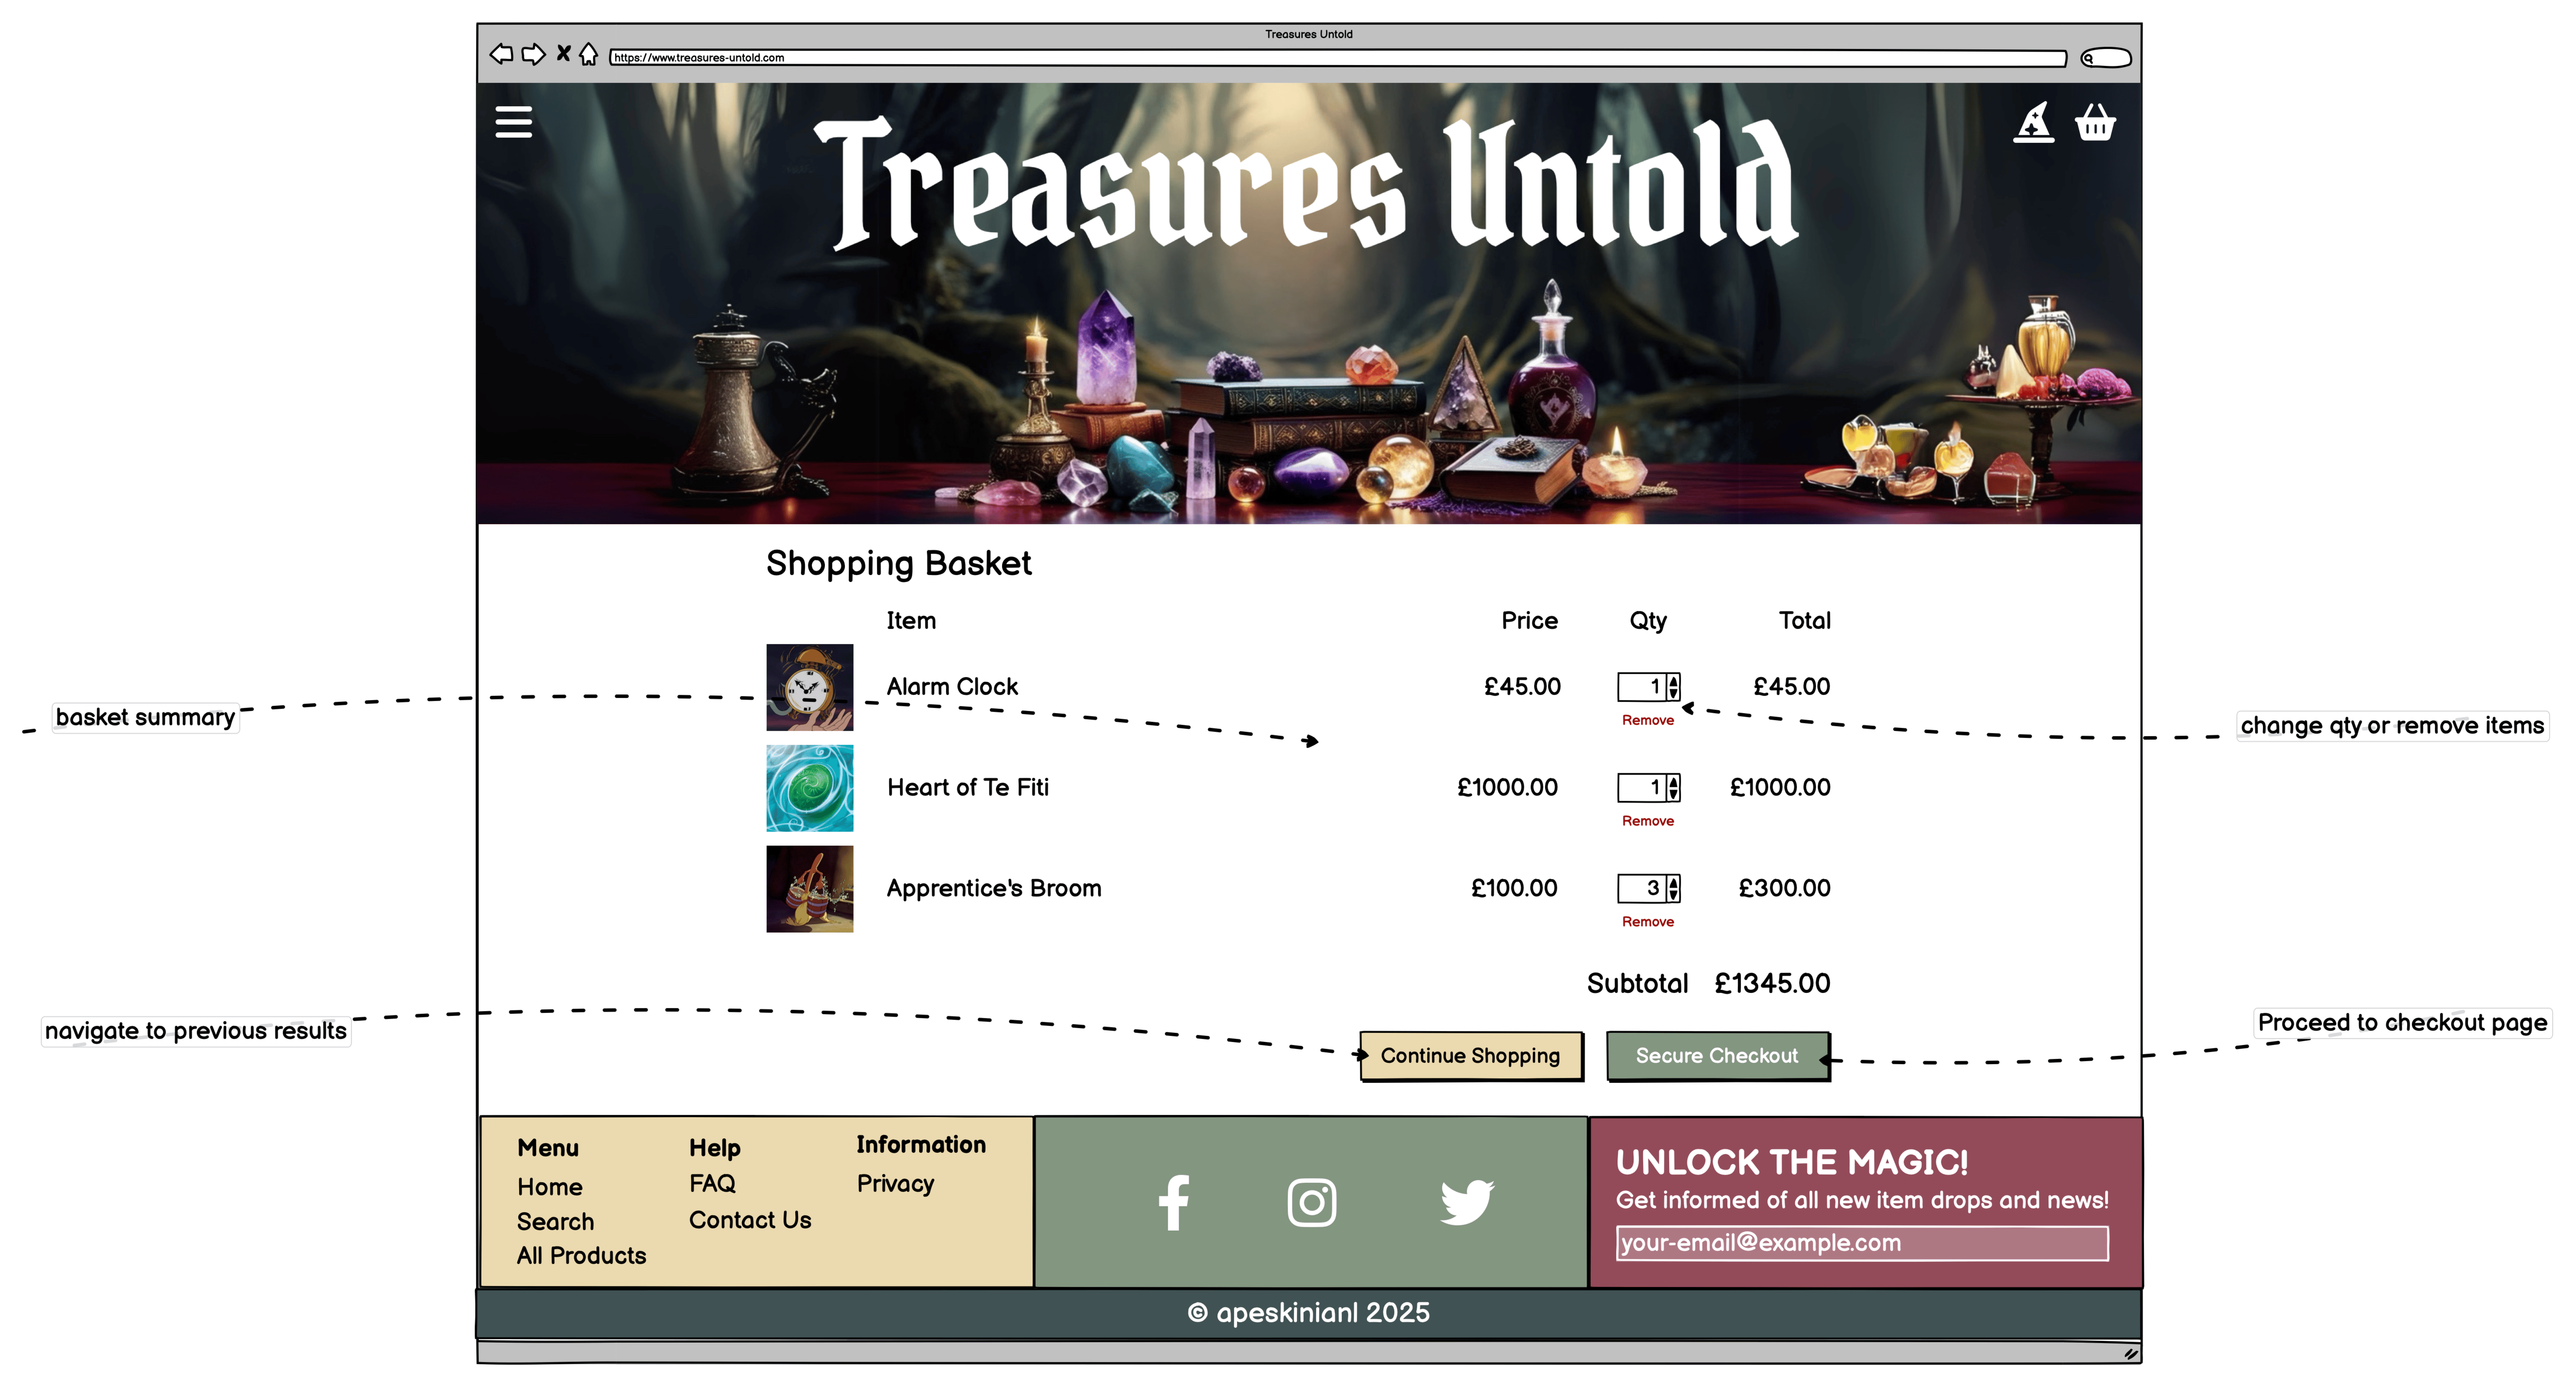 Treasures Untold
https://www.treasures-untold.com
Treasures Untold
Shopping Basket
Item Price Qty Total
Alarm Clock £45.00 1 £45.00
Remove
basket summary
change qty or remove items
Heart of Te Fiti £1000.00 1 £1000.00
Remove
Apprentice's Broom £100.00 3 £300.00
Remove
Subtotal £1345.00
navigate to previous results
Proceed to checkout page
Continue Shopping Secure Checkout
Menu
Home
Search
All Products
Help
FAQ
Contact Us
Information
Privacy
UNLOCK THE MAGIC!
Get informed of all new item drops and news!
your-email@example.com
© apeskinianl 2025